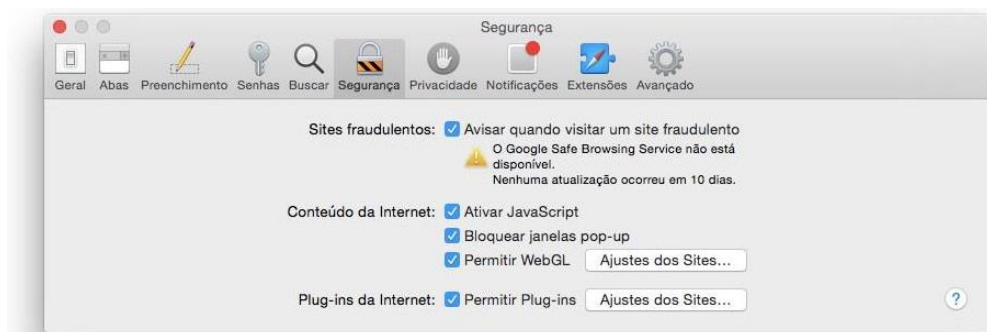 Segurança
Geral Abas Preenchimento Senhas Buscar Segurança Privacidade Notificações Extensões Avançado
Sites fraudulentos: Avisar quando visitar um site fraudulento
O Google Safe Browsing Service não está
disponível.
Nenhuma atualização ocorreu em 10 dias.
Conteúdo da Internet: Ativar JavaScript
Bloquear janelas pop-up
Permitir WebGL Ajustes dos Sites...
Plug-ins da Internet: Permitir Plug-ins Ajustes dos Sites... ?